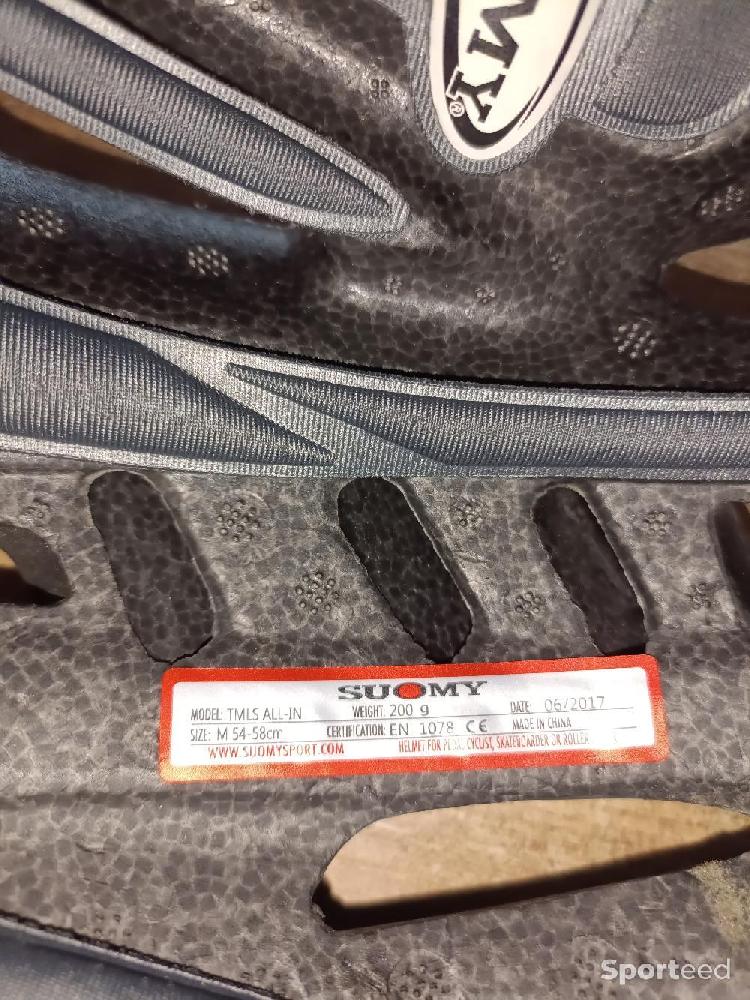 MY®
SUOMY
MODEL: TMLS ALL-IN WEIGHT: 200 g DATE: 06/2017
SIZE: M 54-58cm CERTIFICATION: EN 1078 CE MADE IN CHINA
WWW.SUOMYSPORT.COM HELMET FOR PEDAL CYCLIST, SKATEBOARDER OR ROLLER
Sporteed